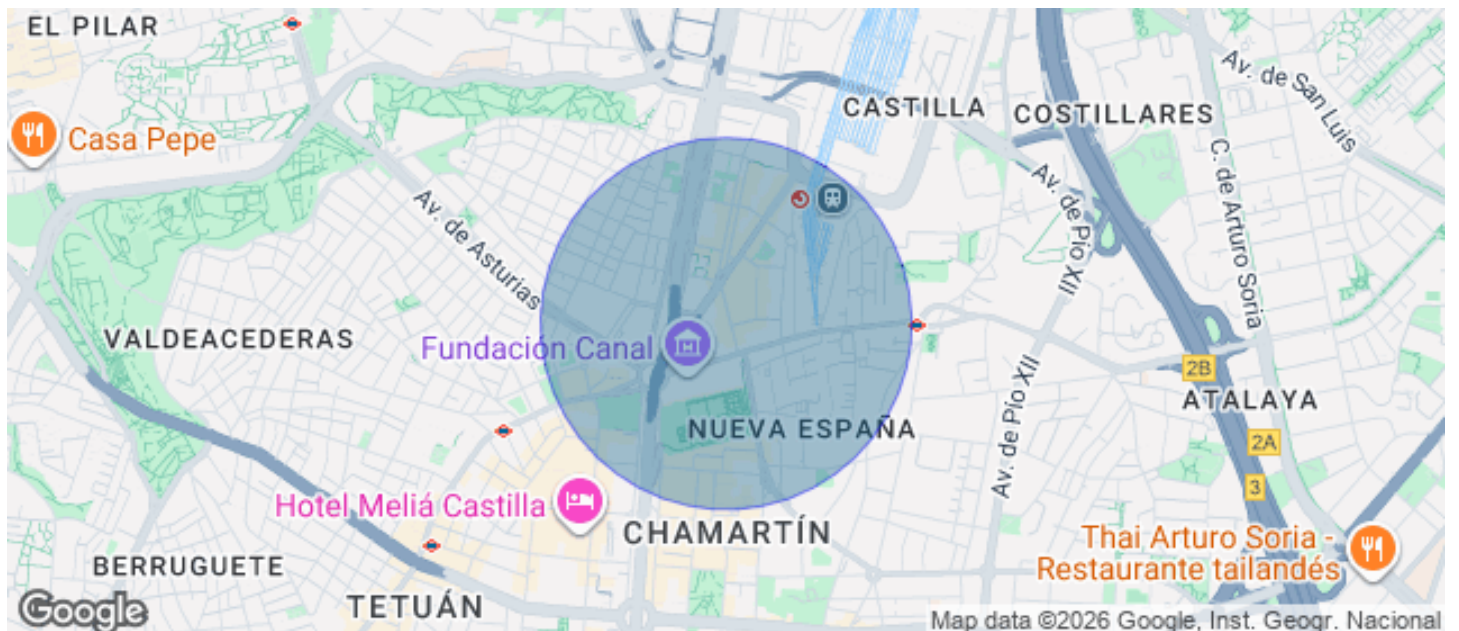 EL PILAR
Casa Pepe
CASTILLA
COSTILLARES
Av. de San Luis
C. de Arturo Soria
Av. de Pío XII
Av. de Asturias
VALDEACEDERAS
Fundación Canal
2B
ATALAYA
NUEVA ESPAÑA
Av. de Pío XII
2A
3
Hotel Meliá Castilla
CHAMARTÍN
Thai Arturo Soria -
Restaurante tailandés
BERRUGUETE
TETUÁN
Google
Map data ©2026 Google, Inst. Geogr. Nacional